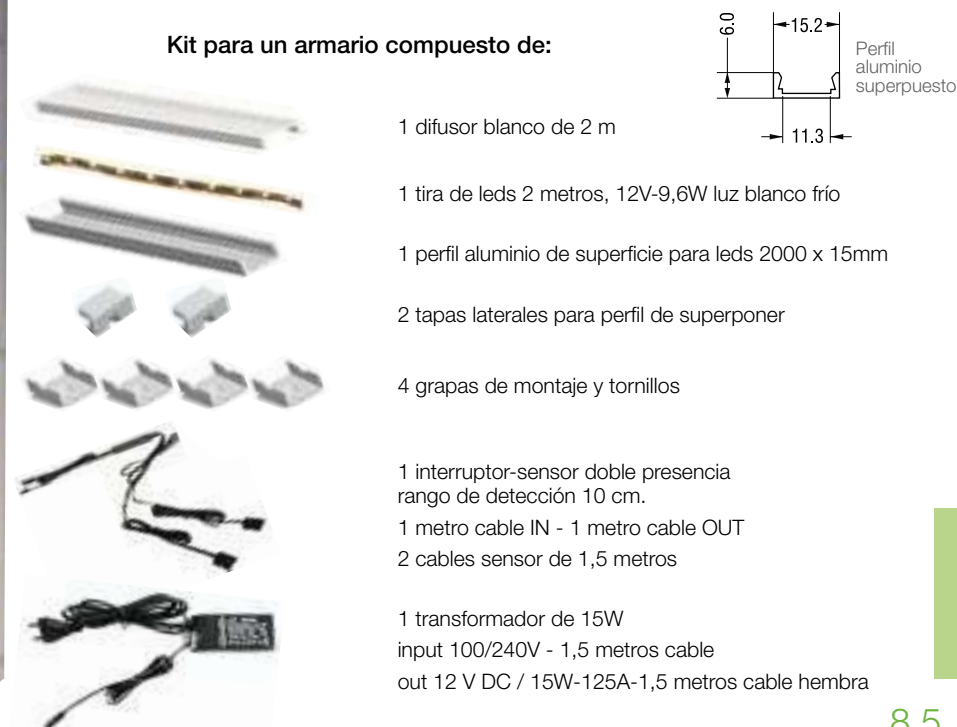 Kit para un armario compuesto de:
6.0
15.2
Perfil
aluminio
superpuesto
11.3
1 difusor blanco de 2 m
1 tira de leds 2 metros, 12V-9,6W luz blanco frío
1 perfil aluminio de superficie para leds 2000 x 15mm
2 tapas laterales para perfil de superponer
4 grapas de montaje y tornillos
1 interruptor-sensor doble presencia
rango de detección 10 cm.
1 metro cable IN - 1 metro cable OUT
2 cables sensor de 1,5 metros
1 transformador de 15W
input 100/240V - 1,5 metros cable
out 12 V DC / 15W-125A-1,5 metros cable hembra
8.5